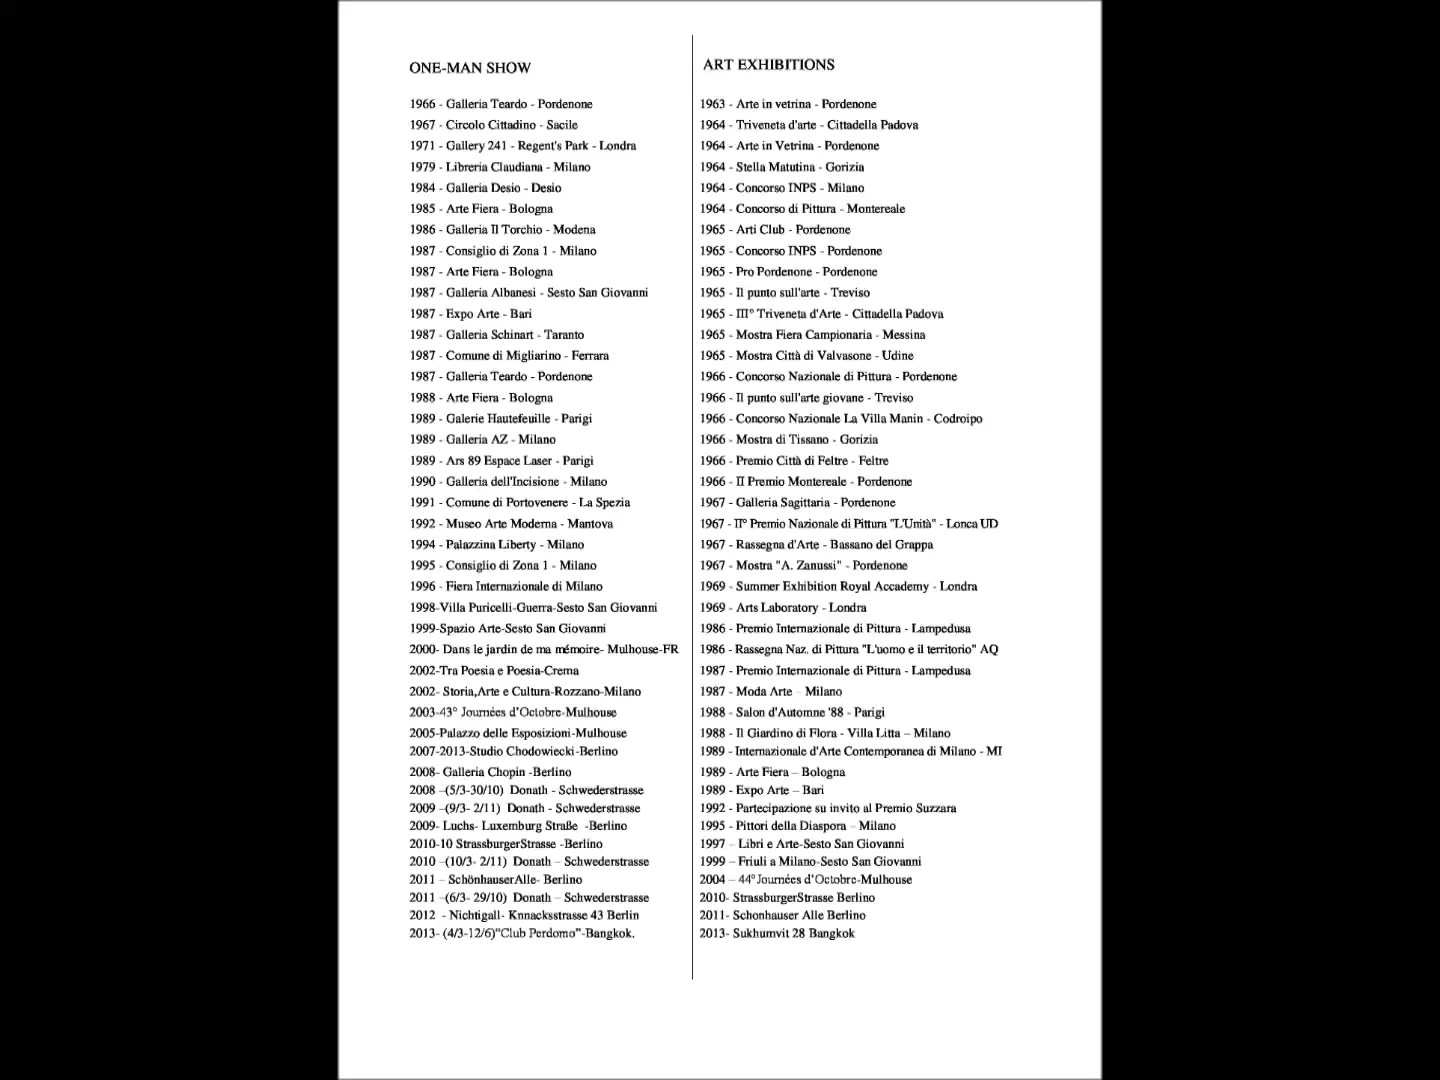 ONE-MAN SHOW
1966 - Galleria Teardo - Pordenone
1967 - Circolo Cittadino - Sacile
1971 - Gallery 241 - Regent's Park - Londra
1979 - Libreria Claudiana - Milano
1984 - Galleria Desio - Desio
1985 - Arte Fiera - Bologna
1986 - Galleria Il Torchio - Modena
1987 - Consiglio di Zona 1 - Milano
1987 - Arte Fiera - Bologna
1987 - Galleria Albanesi - Sesto San Giovanni
1987 - Expo Arte - Bari
1987 - Galleria Schinart - Taranto
1987 - Comune di Migliarino - Ferrara
1987 - Galleria Teardo - Pordenone
1988 - Arte Fiera - Bologna
1989 - Galerie Hautefeuille - Parigi
1989 - Galleria AZ - Milano
1989 - Ars 89 Espace Laser - Parigi
1990 - Galleria dell'Incisione - Milano
1991 - Comune di Portovenere - La Spezia
1992 - Museo Arte Moderna - Mantova
1994 - Palazzina Liberty - Milano
1995 - Consiglio di Zona 1 - Milano
1996 - Fiera Internazionale di Milano
1998-Villa Puricelli-Guerra-Sesto San Giovanni
1999-Spazio Arte-Sesto San Giovanni
2000- Dans le jardin de ma mémoire- Mulhouse-FR
2002-Tra Poesia e Poesia-Crema
2002- Storia,Arte e Cultura-Rozzano-Milano
2003-43° Journées d'Octobre-Mulhouse
2005-Palazzo delle Esposizioni-Mulhouse
2007-2013-Studio Chodowiecki-Berlino
2008- Galleria Chopin -Berlino
2008 –(5/3-30/10) Donath - Schwederstrasse
2009 –(9/3- 2/11) Donath - Schwederstrasse
2009- Luchs- Luxemburg Straße -Berlino
2010-10 StrassburgerStrasse -Berlino
2010 –(10/3- 2/11) Donath – Schwederstrasse
2011 – SchönhauserAlle- Berlino
2011 –(6/3- 29/10) Donath – Schwederstrasse
2012 - Nichtigall- Knnacksstrasse 43 Berlin
2013- (4/3-12/6)"Club Perdomo"-Bangkok.
ART EXHIBITIONS
1963 - Arte in vetrina - Pordenone
1964 - Triveneta d'arte - Cittadella Padova
1964 - Arte in Vetrina - Pordenone
1964 - Stella Matutina - Gorizia
1964 - Concorso INPS - Milano
1964 - Concorso di Pittura - Montereale
1965 - Arti Club - Pordenone
1965 - Concorso INPS - Pordenone
1965 - Pro Pordenone - Pordenone
1965 - Il punto sull'arte - Treviso
1965 - III° Triveneta d'Arte - Cittadella Padova
1965 - Mostra Fiera Campionaria - Messina
1965 - Mostra Città di Valvasone - Udine
1966 - Concorso Nazionale di Pittura - Pordenone
1966 - Il punto sull'arte giovane - Treviso
1966 - Concorso Nazionale La Villa Manin - Codroipo
1966 - Mostra di Tissano - Gorizia
1966 - Premio Città di Feltre - Feltre
1966 - II Premio Montereale - Pordenone
1967 - Galleria Sagittaria - Pordenone
1967 - II° Premio Nazionale di Pittura "L'Unità" - Lonca UD
1967 - Rassegna d'Arte - Bassano del Grappa
1967 - Mostra "A. Zanussi" - Pordenone
1969 - Summer Exhibition Royal Accademy - Londra
1969 - Arts Laboratory - Londra
1986 - Premio Internazionale di Pittura - Lampedusa
1986 - Rassegna Naz. di Pittura "L'uomo e il territorio" AQ
1987 - Premio Internazionale di Pittura - Lampedusa
1987 - Moda Arte – Milano
1988 - Salon d'Automne '88 - Parigi
1988 - Il Giardino di Flora - Villa Litta – Milano
1989 - Internazionale d'Arte Contemporanea di Milano - MI
1989 - Arte Fiera – Bologna
1989 - Expo Arte – Bari
1992 - Partecipazione su invito al Premio Suzzara
1995 - Pittori della Diaspora – Milano
1997 – Libri e Arte-Sesto San Giovanni
1999 – Friuli a Milano-Sesto San Giovanni
2004 – 44° Journées d'Octobre-Mulhouse
2010- StrassburgerStrasse Berlino
2011- Schonhauser Alle Berlino
2013- Sukhumvit 28 Bangkok